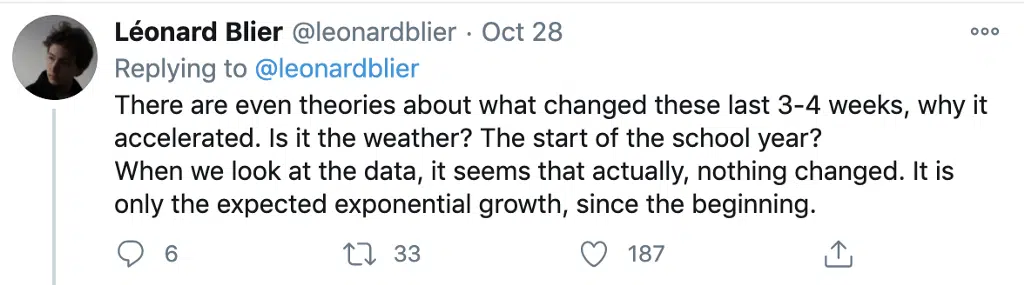 Léonard Blier @leonardblier · Oct 28
Replying to @leonardblier
There are even theories about what changed these last 3-4 weeks, why it
accelerated. Is it the weather? The start of the school year?
When we look at the data, it seems that actually, nothing changed. It is
only the expected exponential growth, since the beginning.
6 33 187